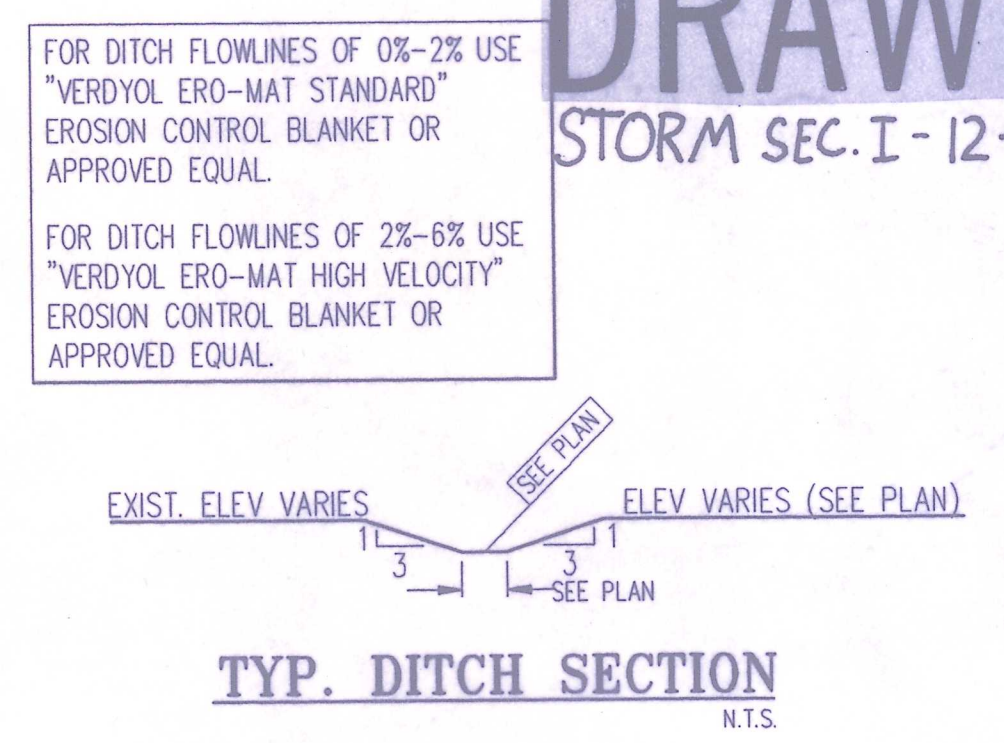 DRAW
STORM SEC. I-12
FOR DITCH FLOWLINES OF 0%-2% USE
"VERDYOL ERO-MAT STANDARD"
EROSION CONTROL BLANKET OR
APPROVED EQUAL.
FOR DITCH FLOWLINES OF 2%-6% USE
"VERDYOL ERO-MAT HIGH VELOCITY"
EROSION CONTROL BLANKET OR
APPROVED EQUAL.
SEE PLAN
EXIST. ELEV VARIES
ELEV VARIES (SEE PLAN)
1
3
3
1
SEE PLAN
TYP. DITCH SECTION
N.T.S.